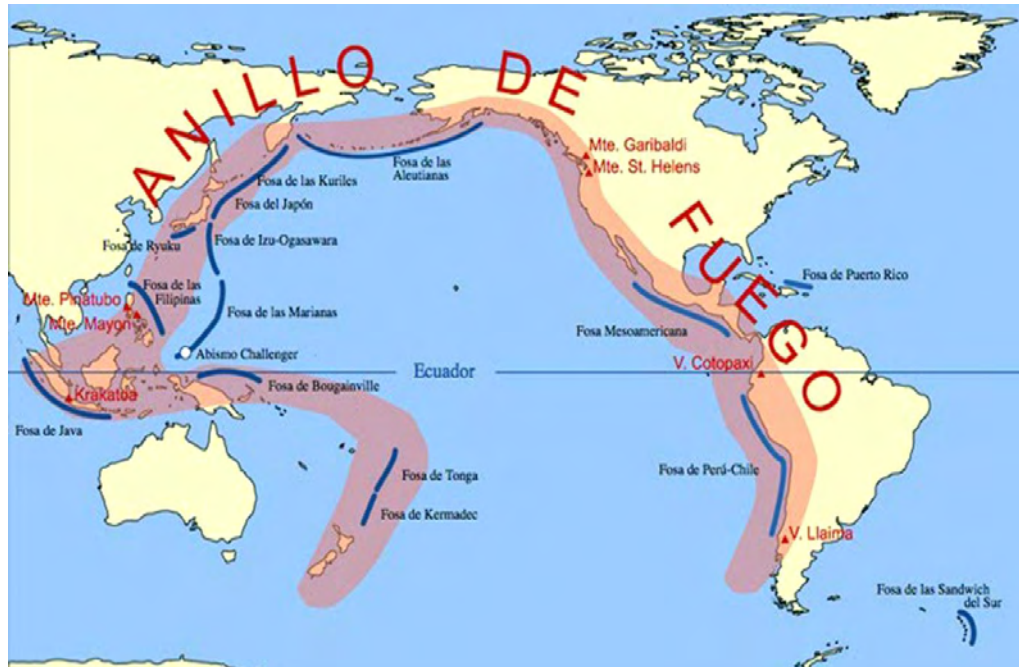 ANILLO DE FUEGO
Mte. Garibaldi
Mte. St. Helens
Fosa de las
Aleutianas
Fosa de las Kuriles
Fosa del Japón
Fosa de Ryuku
Fosa de Izu-Ogasawara
Fosa de Puerto Rico
Fosa de las
Filipinas
Mte. Pinatubo
Mte. Mayon
Fosa de las Marianas
Fosa Mesoamericana
Abismo Challenger
V. Cotopaxi
Ecuador
Fosa de Bougainville
Krakatoa
Fosa de Java
Fosa de Tonga
Fosa de Perú-Chile
Fosa de Kermadec
V. Llaima
Fosa de las Sandwich
del Sur